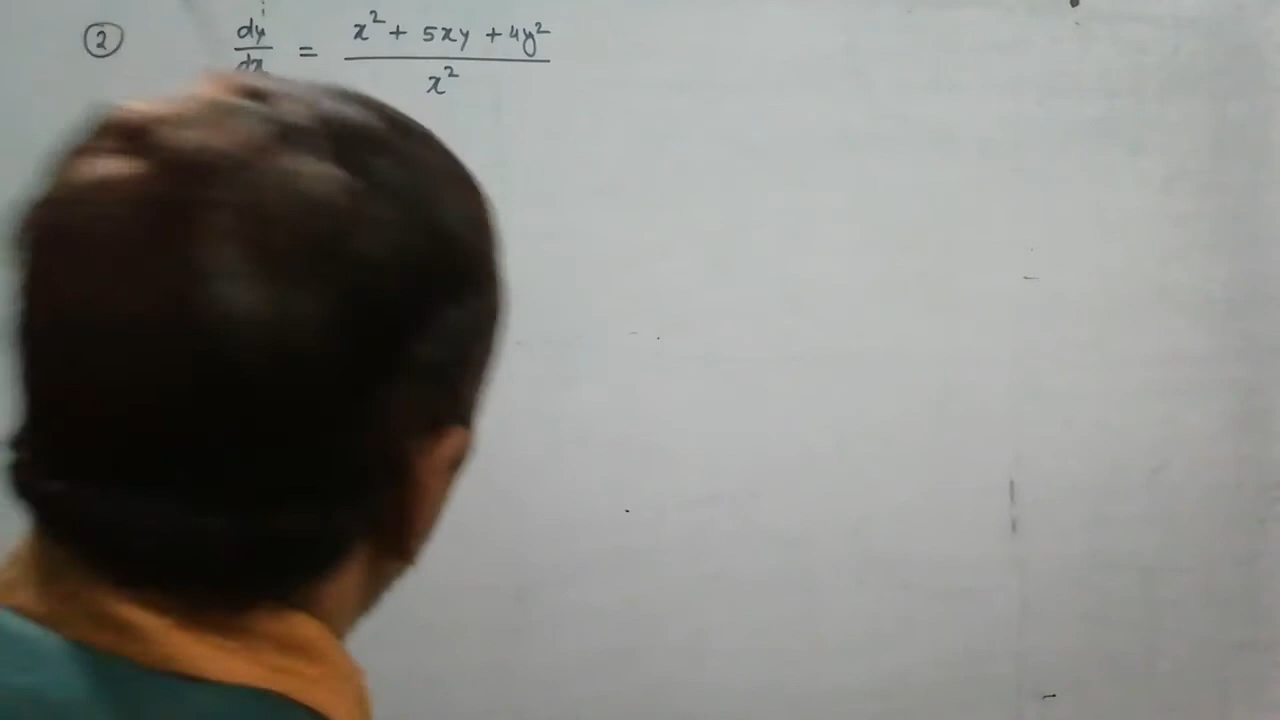 ② dy/dx = (x² + 5xy + 4y²)/x²